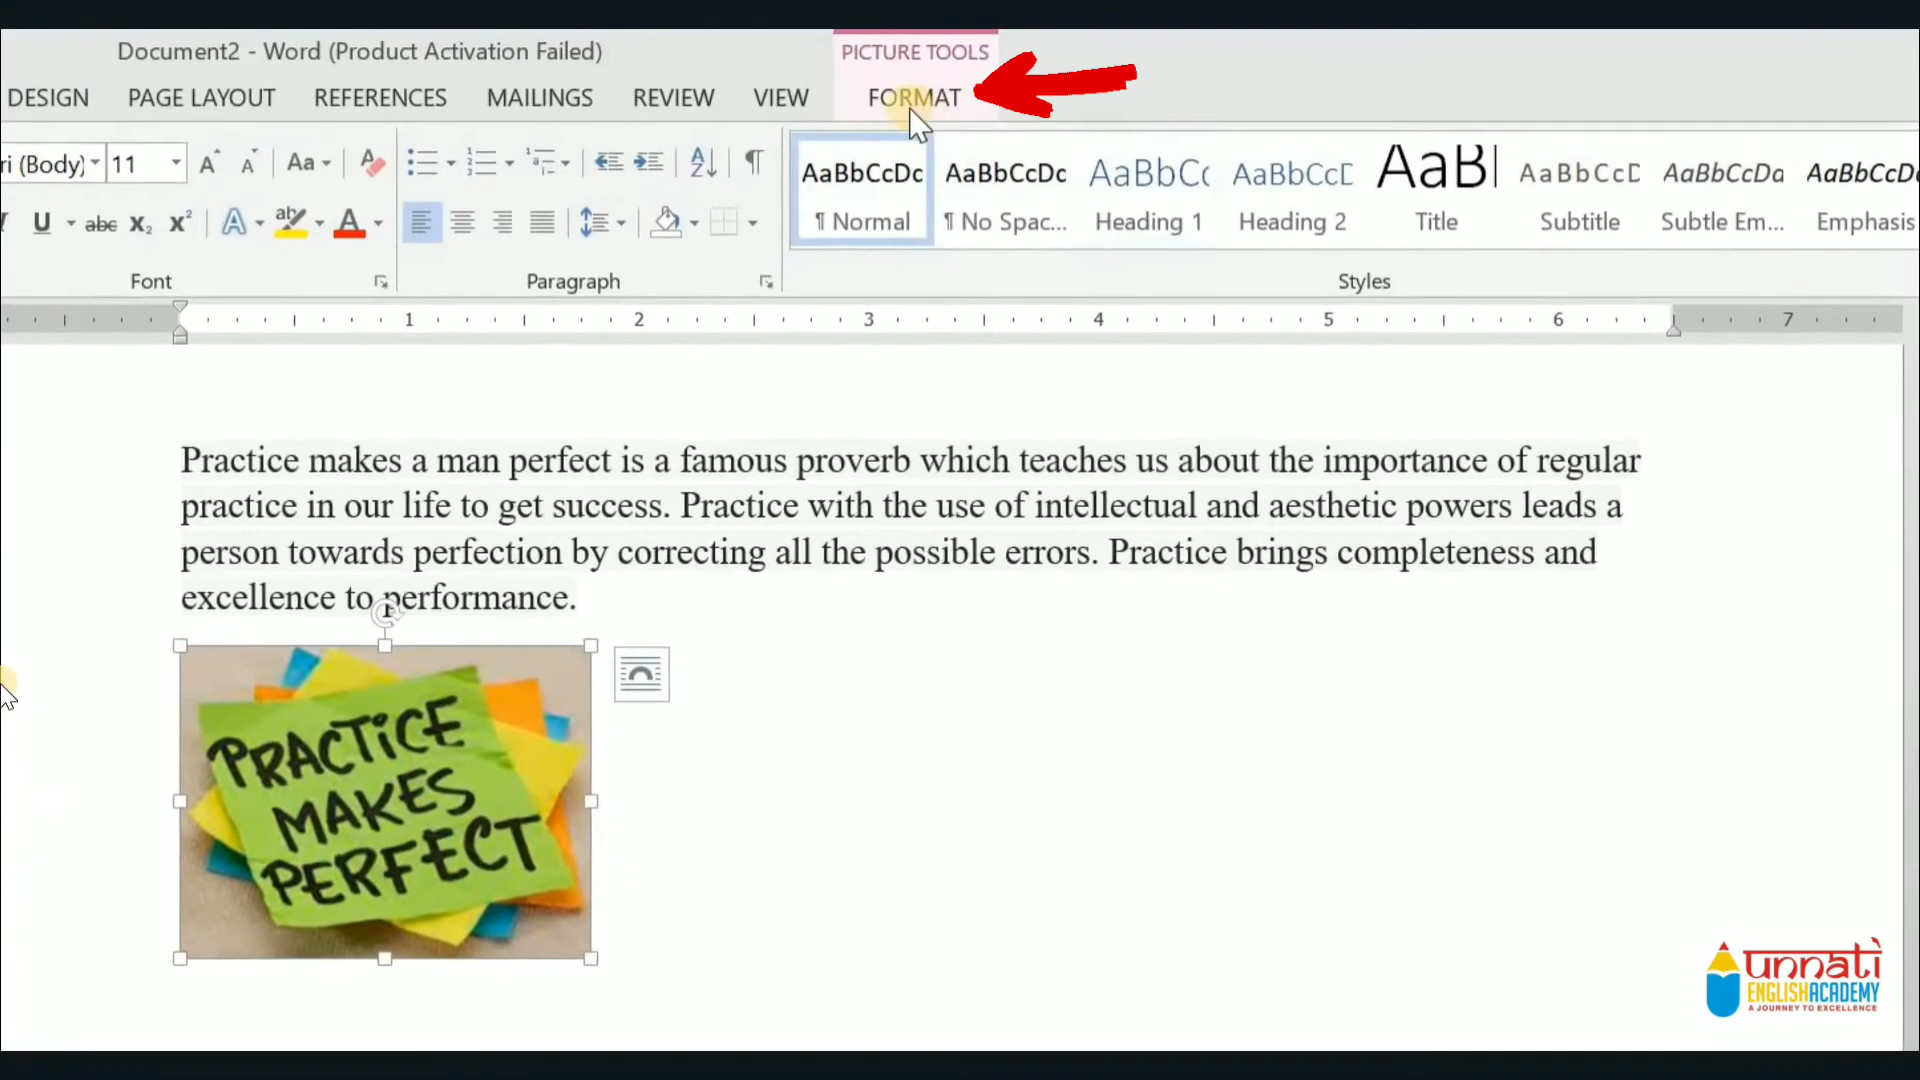 Document2 - Word (Product Activation Failed)
PICTURE TOOLS
DESIGN PAGE LAYOUT REFERENCES MAILINGS REVIEW VIEW FORMAT
ri (Body) 11 Aa
AaBbCcDc AaBbCcDc AaBbC AaBbCc AaB AaBbCc AaBbCcDa AaBbCcD
¶ Normal ¶ No Spac... Heading 1 Heading 2 Title Subtitle Subtle Em... Emphasis
Font Paragraph Styles
1 2 3 4 5 6 7
Practice makes a man perfect is a famous proverb which teaches us about the importance of regular
practice in our life to get success. Practice with the use of intellectual and aesthetic powers leads a
person towards perfection by correcting all the possible errors. Practice brings completeness and
excellence to performance.
PRACTICE
MAKES
PERFECT
unnati
ENGLISH ACADEMY
A JOURNEY TO EXCELLENCE